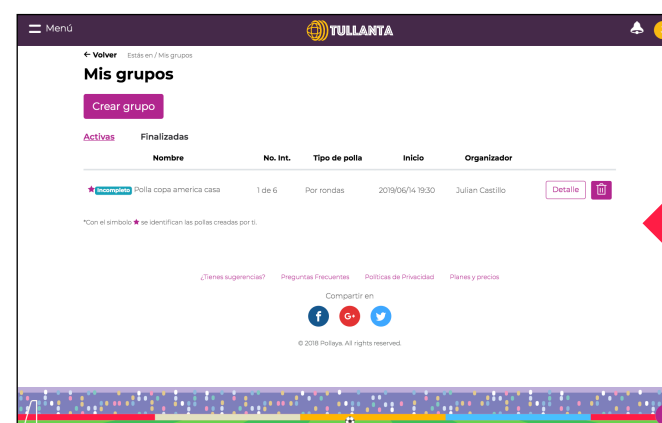 Menú
TULLANTA
← Volver Estás en / Mis grupos
Mis grupos
Crear grupo
Activas Finalizadas
Nombre No. Int. Tipo de polla Inicio Organizador
★ Incompleto Polla copa america casa 1 de 6 Por rondas 2019/06/14 19:30 Julian Castillo Detalle
*Con el símbolo ★ se identifican las pollas creadas por ti.
¿Tienes sugerencias? Preguntas Frecuentes Políticas de Privacidad Planes y precios
Compartir en
f G+
© 2018 Pollaya. All rights reserved.